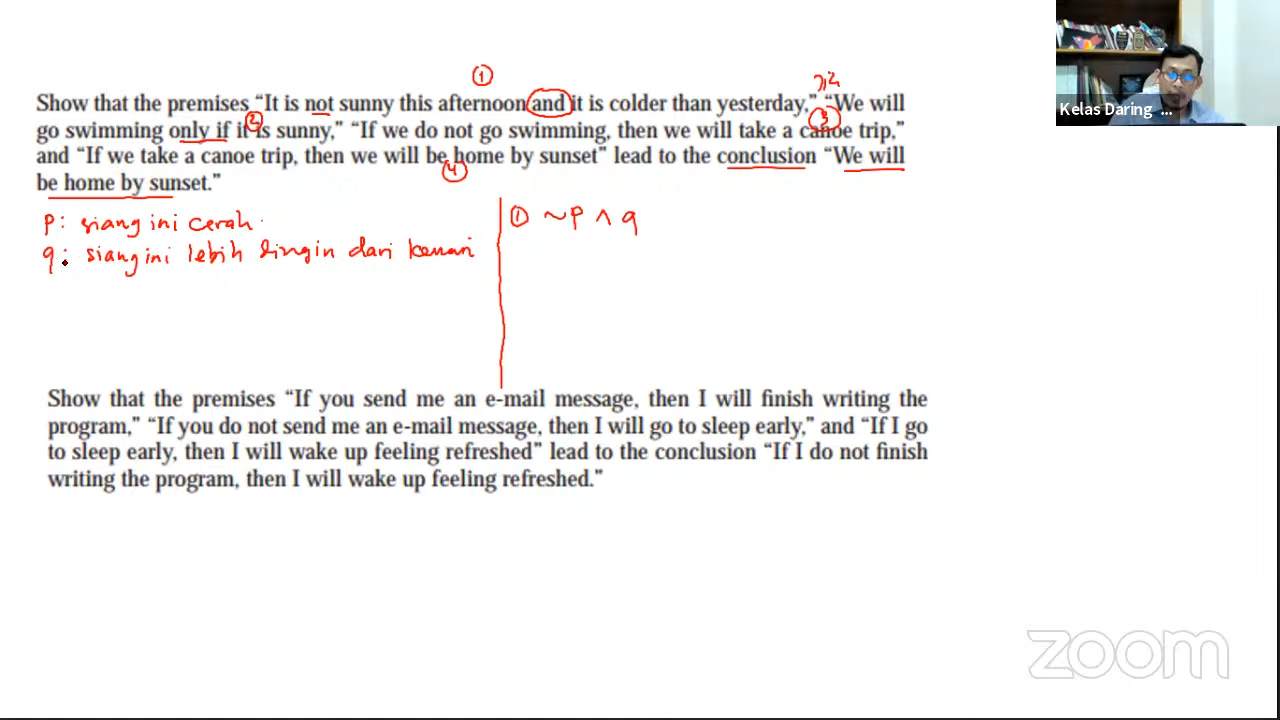 ①
Show that the premises “It is not sunny this afternoon and it is colder than yesterday,” “We will
② ③
go swimming only if it is sunny,” “If we do not go swimming, then we will take a canoe trip,”
and “If we take a canoe trip, then we will be home by sunset” lead to the conclusion “We will
④
be home by sunset.”
p: siang ini cerah.
① ~p ∧ q
q: siang ini lebih dingin dari kemari
Show that the premises “If you send me an e-mail message, then I will finish writing the
program,” “If you do not send me an e-mail message, then I will go to sleep early,” and “If I go
to sleep early, then I will wake up feeling refreshed” lead to the conclusion “If I do not finish
writing the program, then I will wake up feeling refreshed.”
Kelas Daring ...
zoom